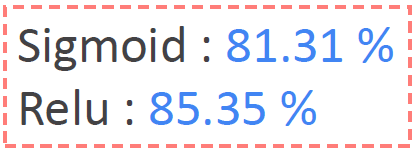 Sigmoid : 81.31 %
Relu : 85.35 %